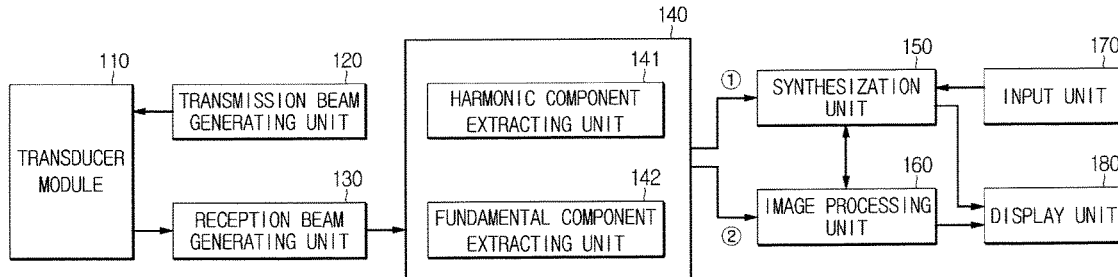 110
TRANSDUCER
MODULE
120
TRANSMISSION BEAM
GENERATING UNIT
130
RECEPTION BEAM
GENERATING UNIT
140
141
HARMONIC COMPONENT
EXTRACTING UNIT
142
FUNDAMENTAL COMPONENT
EXTRACTING UNIT
①
②
150
SYNTHESIZATION
UNIT
160
IMAGE PROCESSING
UNIT
170
INPUT UNIT
180
DISPLAY UNIT